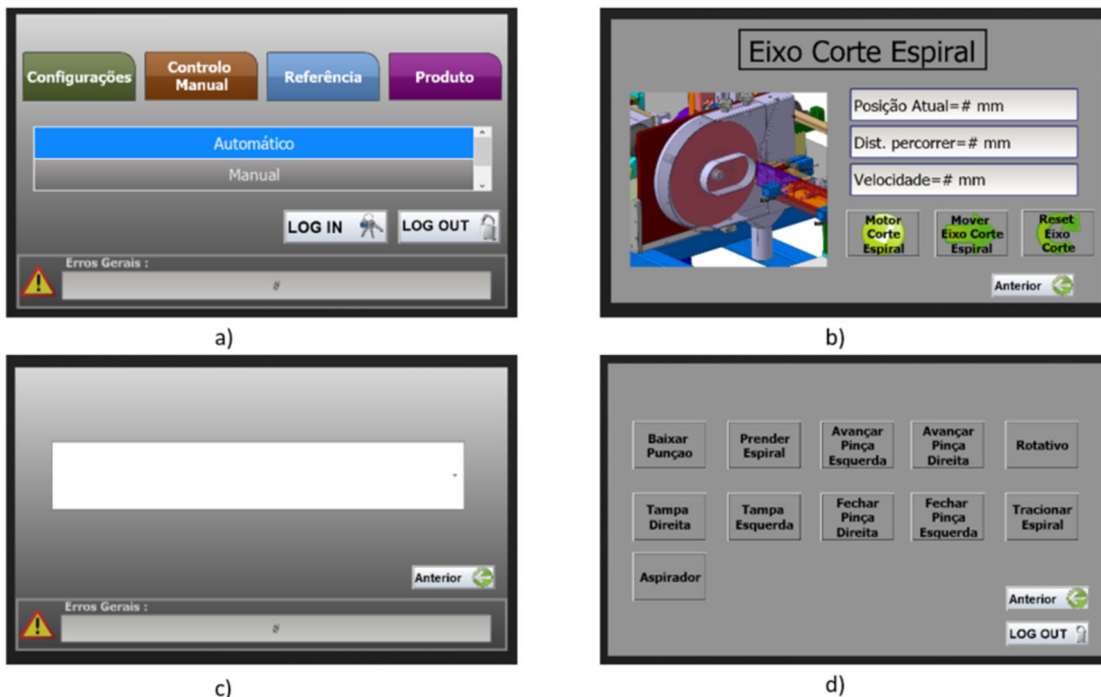 Configurações
Controlo
Manual
Referência
Produto
Automático
Manual
LOG IN
LOG OUT
Erros Gerais :
#
a)
Eixo Corte Espiral
Posição Atual=# mm
Dist. percorrer=# mm
Velocidade=# mm
Motor
Corte
Espiral
Mover
Eixo Corte
Espiral
Reset
Eixo
Corte
Anterior
b)
Anterior
Erros Gerais :
#
c)
Baixar
Punçao
Prender
Espiral
Avançar
Pinça
Esquerda
Avançar
Pinça
Direita
Rotativo
Tampa
Direita
Tampa
Esquerda
Fechar
Pinça
Direita
Fechar
Pinça
Esquerda
Tracionar
Espiral
Aspirador
Anterior
LOG OUT
d)